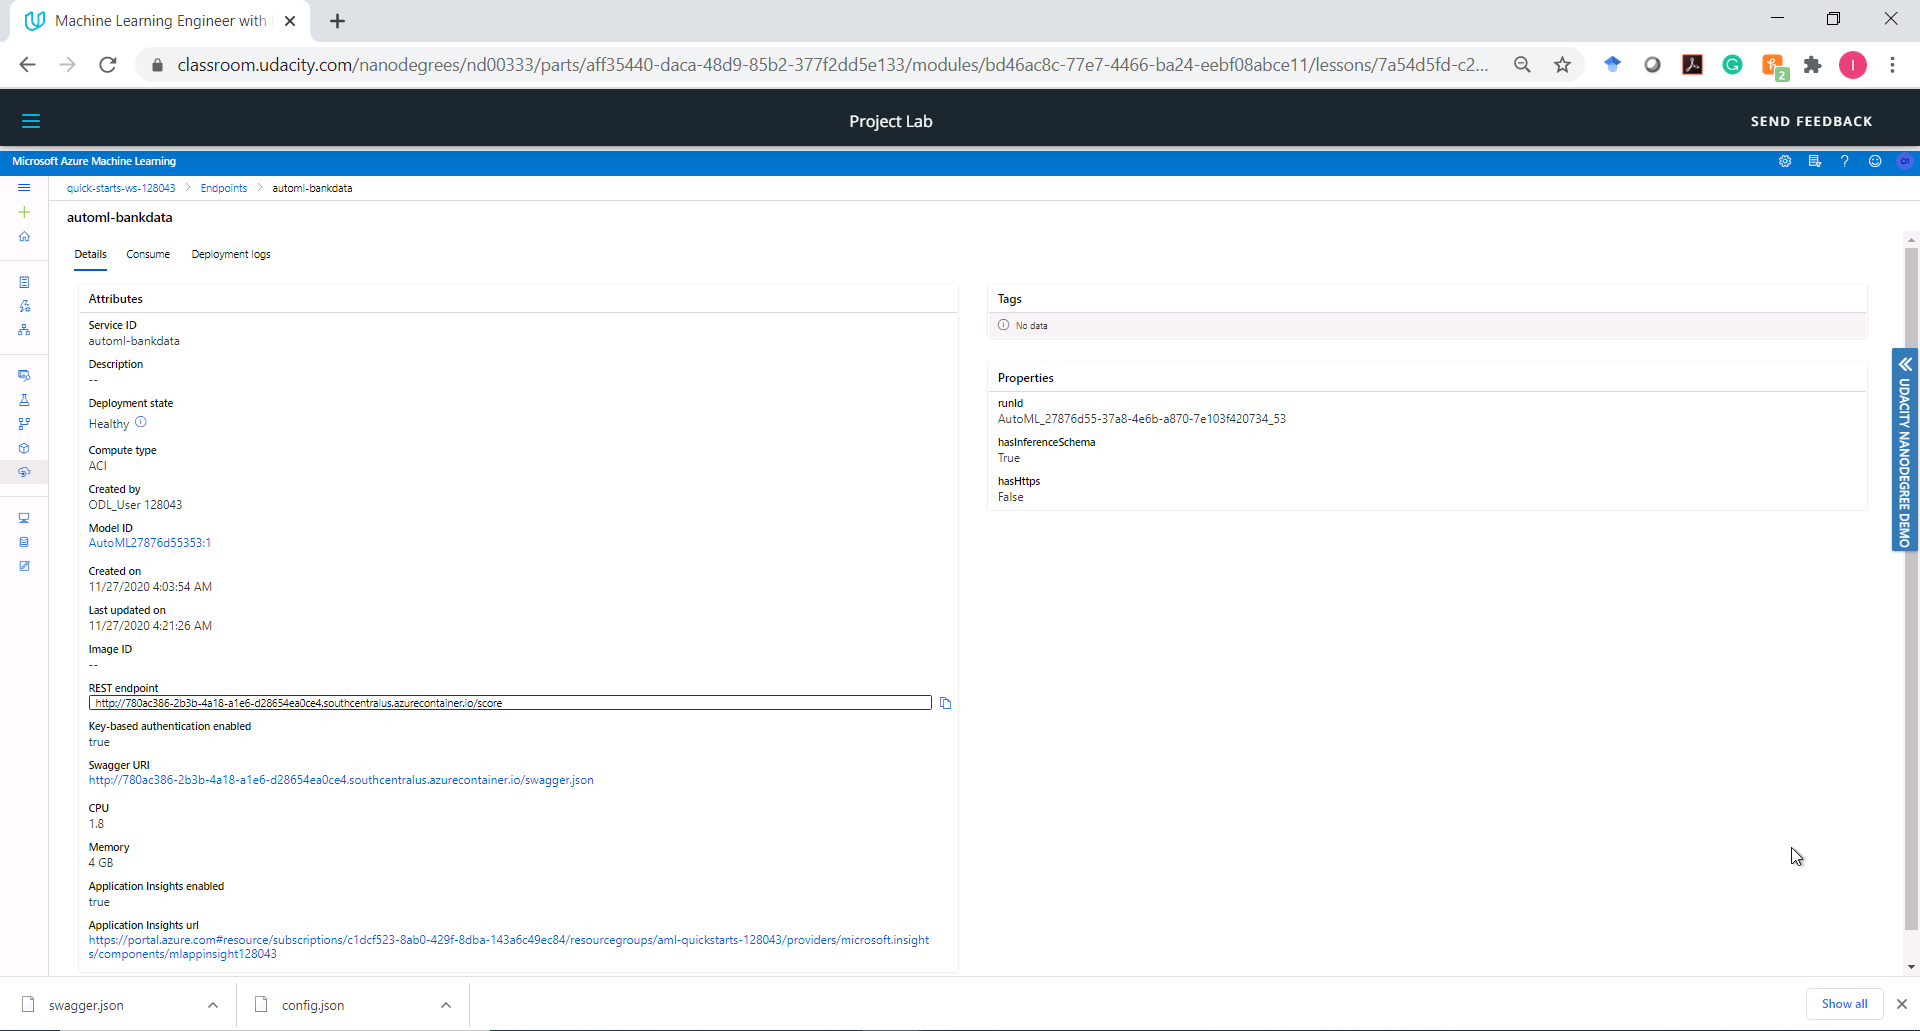 Machine Learning Engineer with
classroom.udacity.com/nanodegrees/nd00333/parts/aff35440-daca-48d9-85b2-377f2dd5e133/modules/bd46ac8c-77e7-4466-ba24-eebf08abce11/lessons/7a54d5fd-c2...
2
I
Project Lab
SEND FEEDBACK
Microsoft Azure Machine Learning
?
O1
quick-starts-ws-128043 > Endpoints > automl-bankdata
automl-bankdata
Details Consume Deployment logs
Attributes
Service ID
automl-bankdata
Description
--
Deployment state
Healthy
Compute type
ACI
Created by
ODL_User 128043
Model ID
AutoML27876d55353:1
Created on
11/27/2020 4:03:54 AM
Last updated on
11/27/2020 4:21:26 AM
Image ID
--
REST endpoint
http://780ac386-2b3b-4a18-a1e6-d28654ea0ce4.southcentralus.azurecontainer.io/score
Key-based authentication enabled
true
Swagger URI
http://780ac386-2b3b-4a18-a1e6-d28654ea0ce4.southcentralus.azurecontainer.io/swagger.json
CPU
1.8
Memory
4 GB
Application Insights enabled
true
Application Insights url
https://portal.azure.com#resource/subscriptions/c1dcf523-8ab0-429f-8dba-143a6c49ec84/resourcegroups/aml-quickstarts-128043/providers/microsoft.insight
s/components/mlappinsight128043
Tags
No data
Properties
runId
AutoML_27876d55-37a8-4e6b-a870-7e103f420734_53
hasInferenceSchema
True
hasHttps
False
UDACITY NANODEGREE DEMO
swagger.json
config.json
Show all